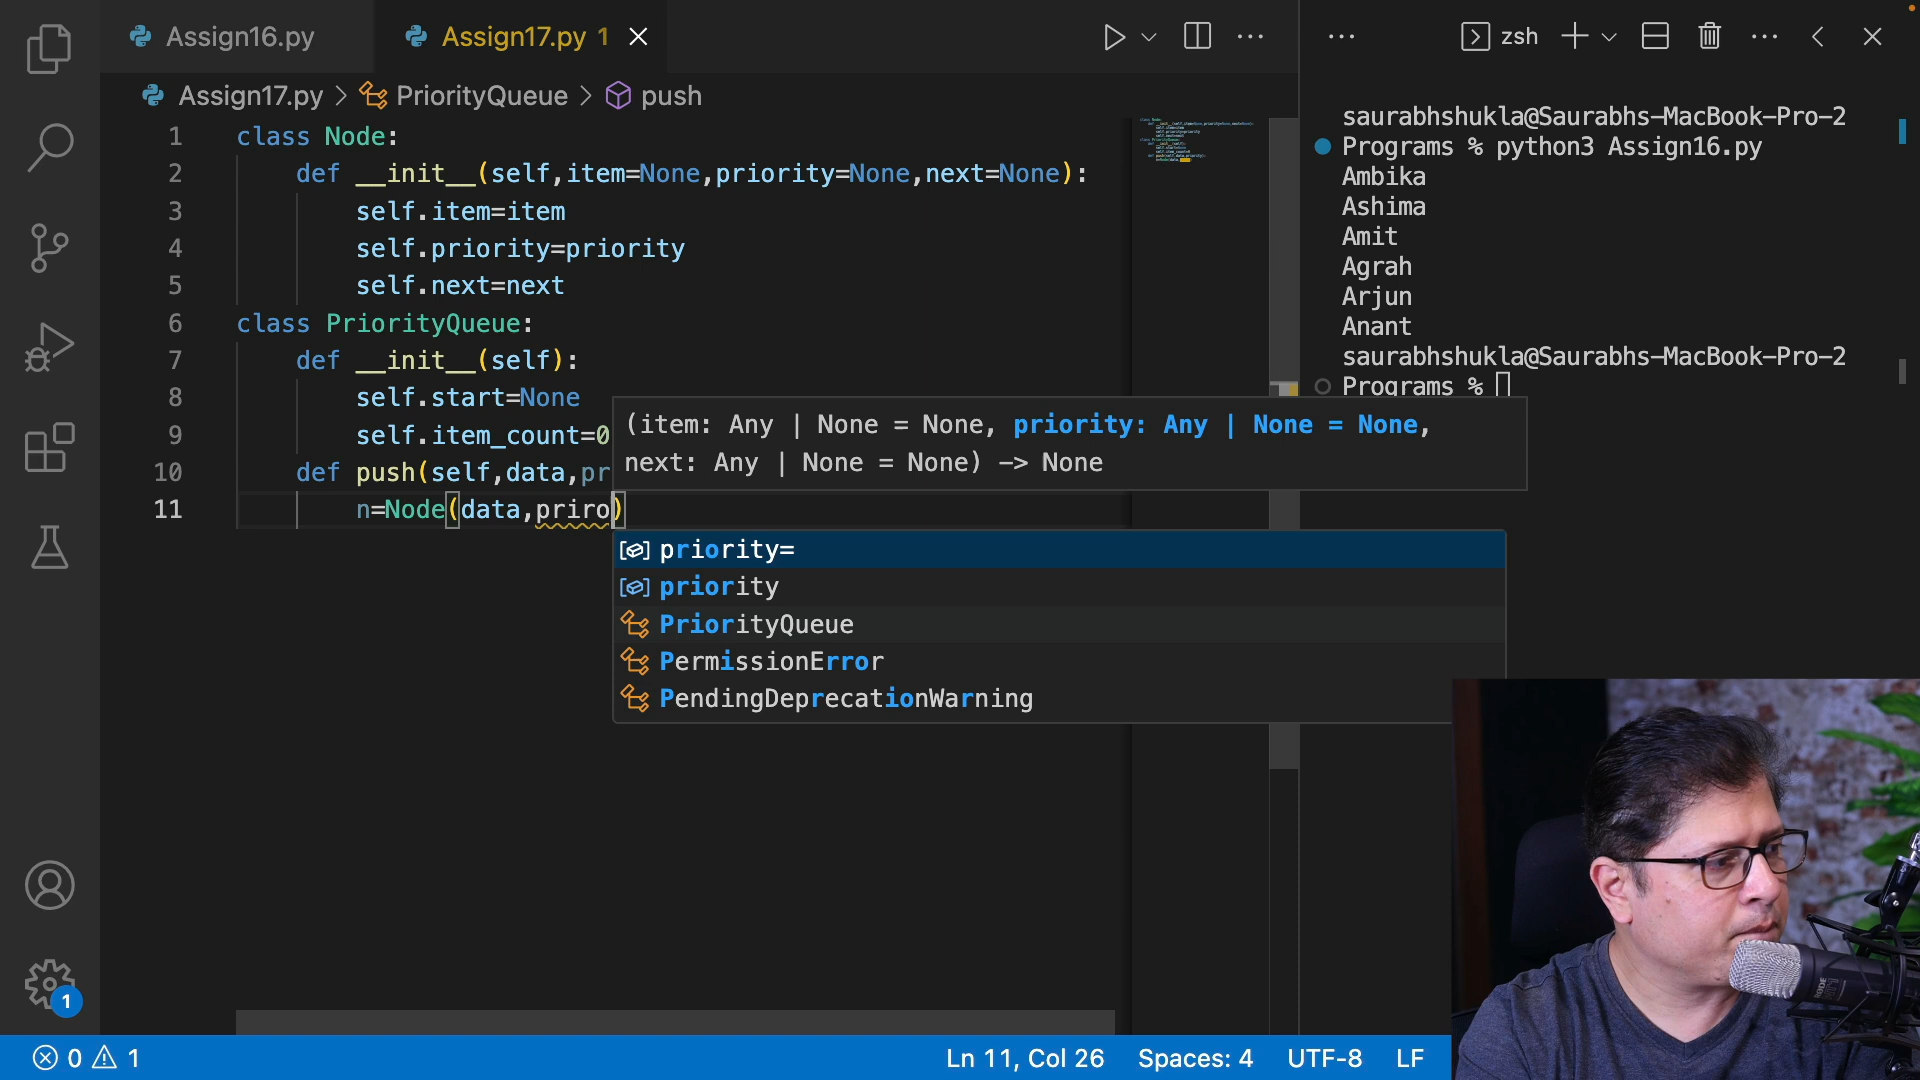 Assign16.py
Assign17.py 1
zsh
Assign17.py > PriorityQueue > push
1 class Node:
2 def __init__(self,item=None,priority=None,next=None):
3 self.item=item
4 self.priority=priority
5 self.next=next
6 class PriorityQueue:
7 def __init__(self):
8 self.start=None
9 self.item_count=0
10 def push(self,data,pr
11 n=Node(data,priro)
(item: Any | None = None, priority: Any | None = None,
next: Any | None = None) -> None
priority=
priority
PriorityQueue
PermissionError
PendingDeprecationWarning
saurabhshukla@Saurabhs-MacBook-Pro-2
Programs % python3 Assign16.py
Ambika
Ashima
Amit
Agrah
Arjun
Anant
saurabhshukla@Saurabhs-MacBook-Pro-2
Programs %
1
0 1
Ln 11, Col 26 Spaces: 4 UTF-8 LF